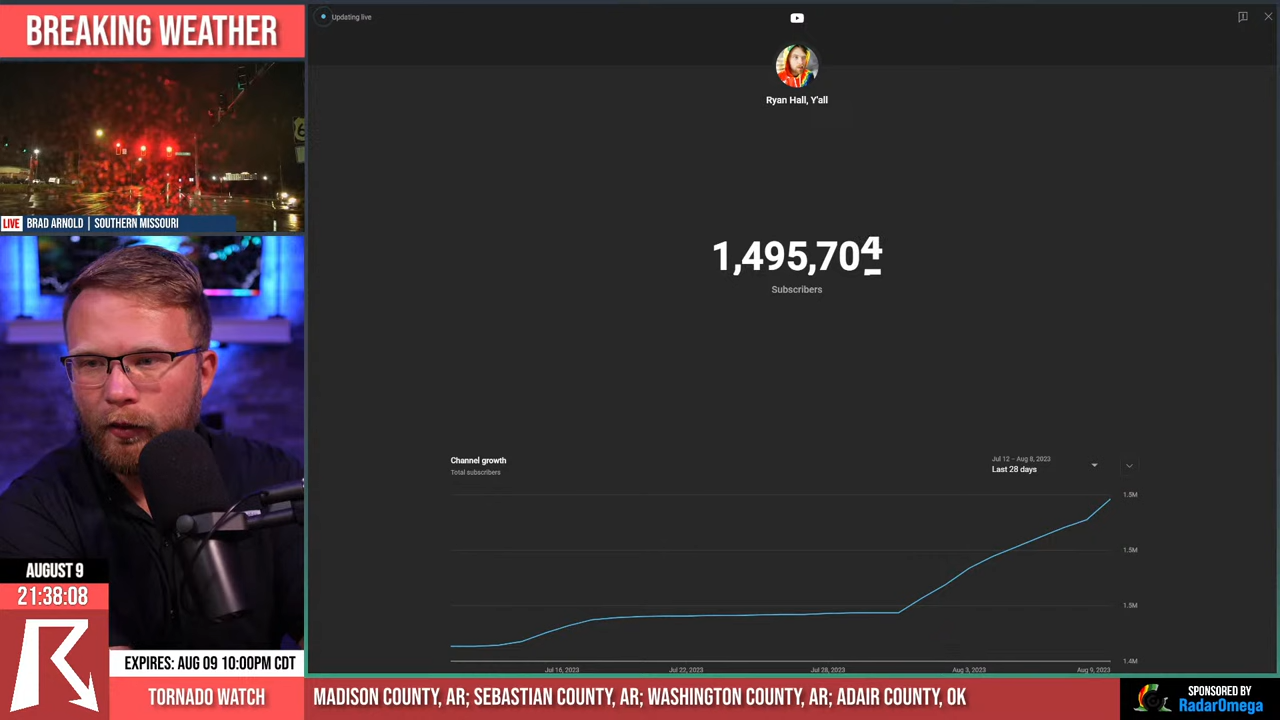 BREAKING WEATHER
LIVE BRAD ARNOLD | SOUTHERN MISSOURI
AUGUST 9
21:38:08
EXPIRES: AUG 09 10:00PM CDT
TORNADO WATCH
MADISON COUNTY, AR; SEBASTIAN COUNTY, AR; WASHINGTON COUNTY, AR; ADAIR COUNTY, OK
SPONSORED BY
RadarOmega
Updating live
Ryan Hall, Y'all
1,495,704
Subscribers
Channel growth
Total subscribers
Jul 12 – Aug 8, 2023
Last 28 days
1.5M
1.5M
1.5M
1.4M
Jul 16, 2023
Jul 22, 2023
Jul 28, 2023
Aug 3, 2023
Aug 9, 2023